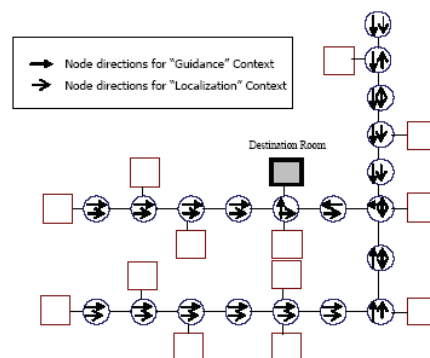 Node directions for "Guidance" Context
Node directions for "Localization" Context
Destination Room